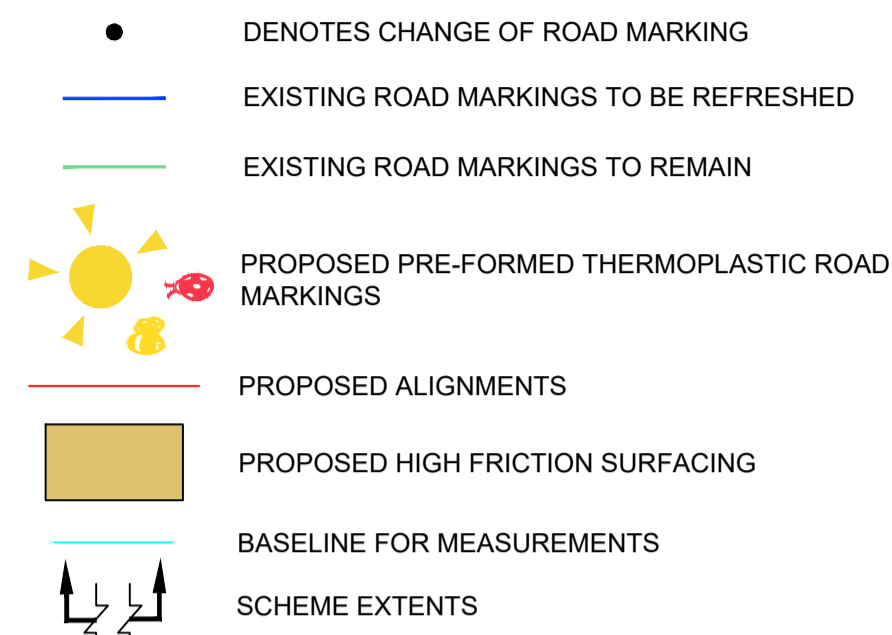 DENOTES CHANGE OF ROAD MARKING
EXISTING ROAD MARKINGS TO BE REFRESHED
EXISTING ROAD MARKINGS TO REMAIN
PROPOSED PRE-FORMED THERMOPLASTIC ROAD
MARKINGS
PROPOSED ALIGNMENTS
PROPOSED HIGH FRICTION SURFACING
BASELINE FOR MEASUREMENTS
SCHEME EXTENTS